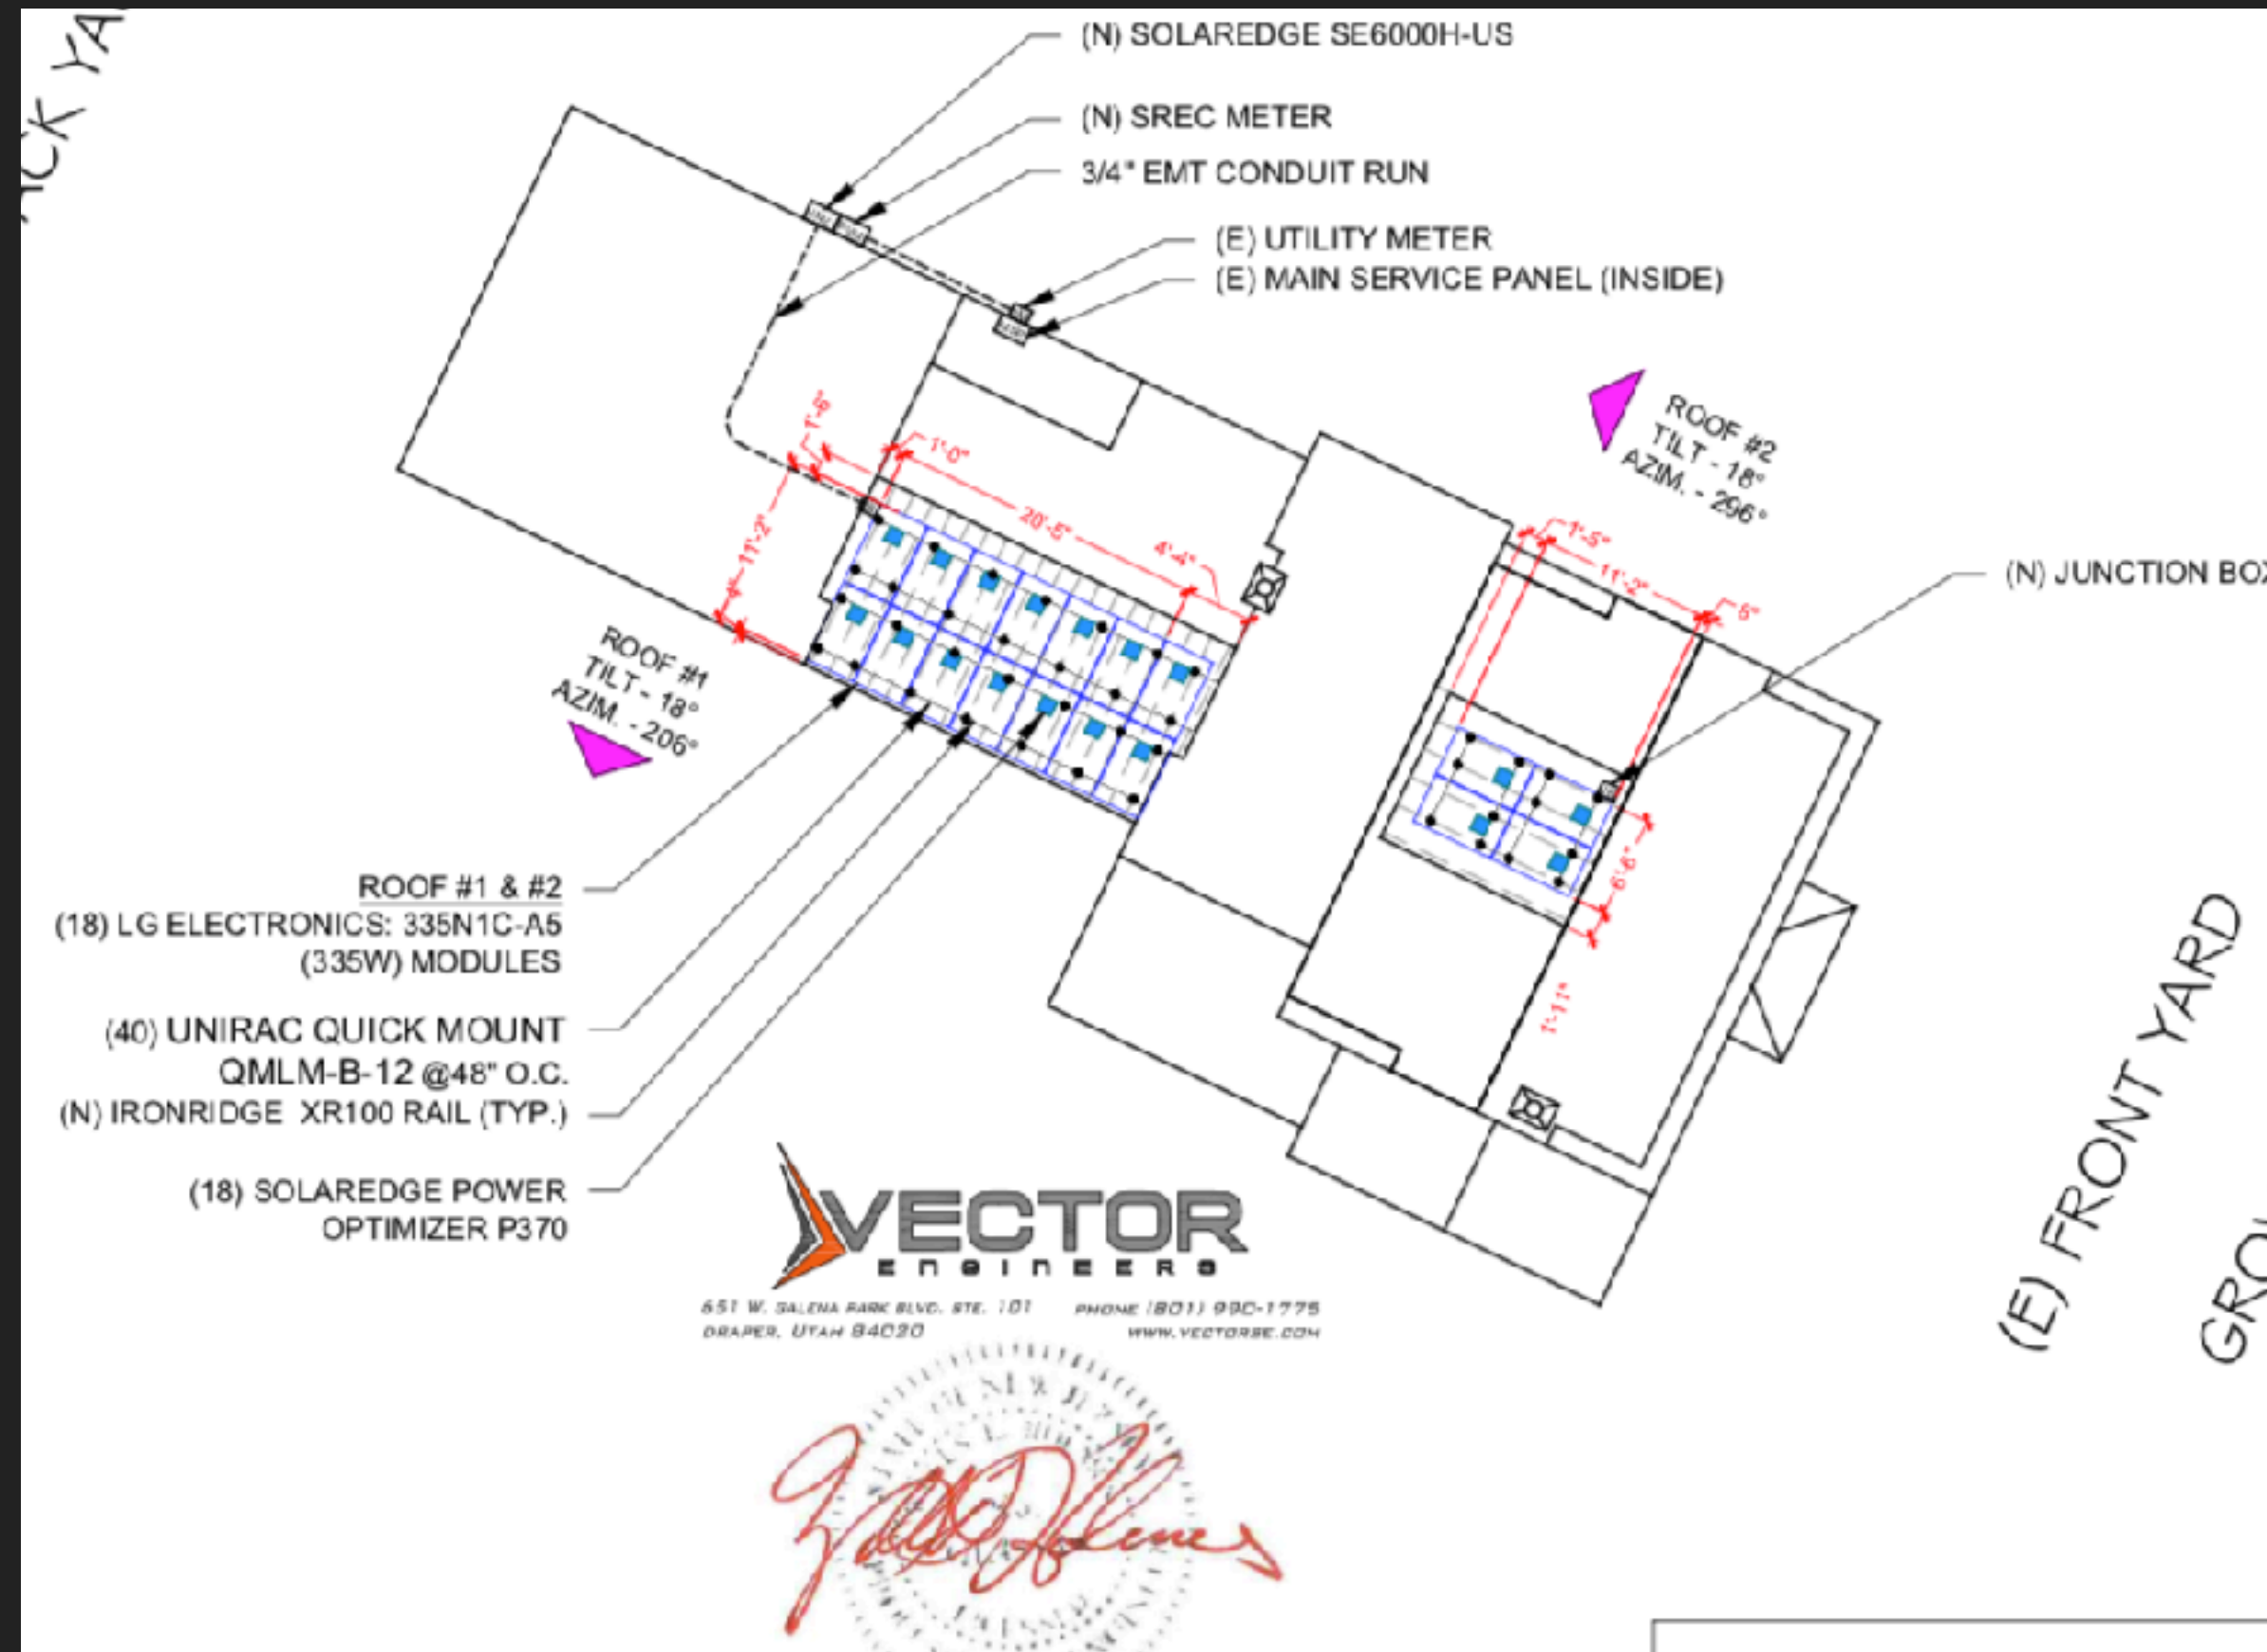 (N) SOLAREDGE SE6000H-US
(N) SREC METER
3/4" EMT CONDUIT RUN
(E) UTILITY METER
(E) MAIN SERVICE PANEL (INSIDE)
ROOF #2
TILT - 18°
AZIM. - 296°
1'-0"
20'-5"
4'-4"
11'-2"
4"
1'-5"
11'-2"
5"
(N) JUNCTION BOX
ROOF #1
TILT - 18°
AZIM. - 206°
6'-6"
1'-11"
ROOF #1 & #2
(18) LG ELECTRONICS: 335N1C-A5
(335W) MODULES
(40) UNIRAC QUICK MOUNT
QMLM-B-12 @48" O.C.
(N) IRONRIDGE XR100 RAIL (TYP.)
(18) SOLAREDGE POWER
OPTIMIZER P370
(E) FRONT YARD
VECTOR
ENGINEERS
651 W. GALENA PARK BLVD. STE. 101 PHONE (801) 990-1775
DRAPER, UTAH 84020 WWW.VECTORSE.COM